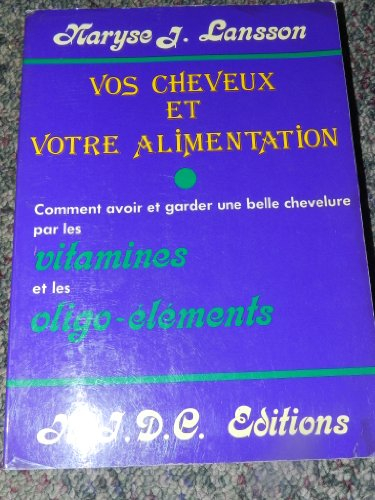 Maryse J. Lansson
VOS CHEVEUX
ET
VOTRE ALIMENTATION
Comment avoir et garder une belle chevelure
par les
vitamines
et les
oligo-éléments
J.D.C. Editions